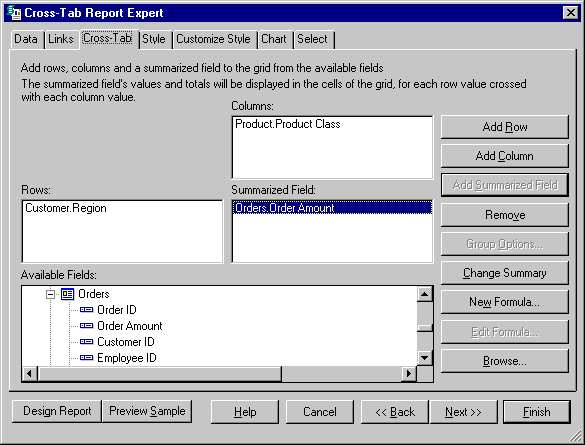 Cross-Tab Report Expert
Data Links Cross-Tab Style Customize Style Chart Select
Add rows, columns and a summarized field to the grid from the available fields
The summarized field's values and totals will be displayed in the cells of the grid, for each row value crossed
with each column value.
Columns:
Product.Product Class
Add Row
Add Column
Add Summarized Field
Rows:
Customer.Region
Summarized Field:
Orders.Order Amount
Remove
Group Options...
Change Summary
New Formula...
Edit Formula...
Browse...
Available Fields:
Orders
Order ID
Order Amount
Customer ID
Employee ID
Design Report Preview Sample Help Cancel << Back Next >> Finish